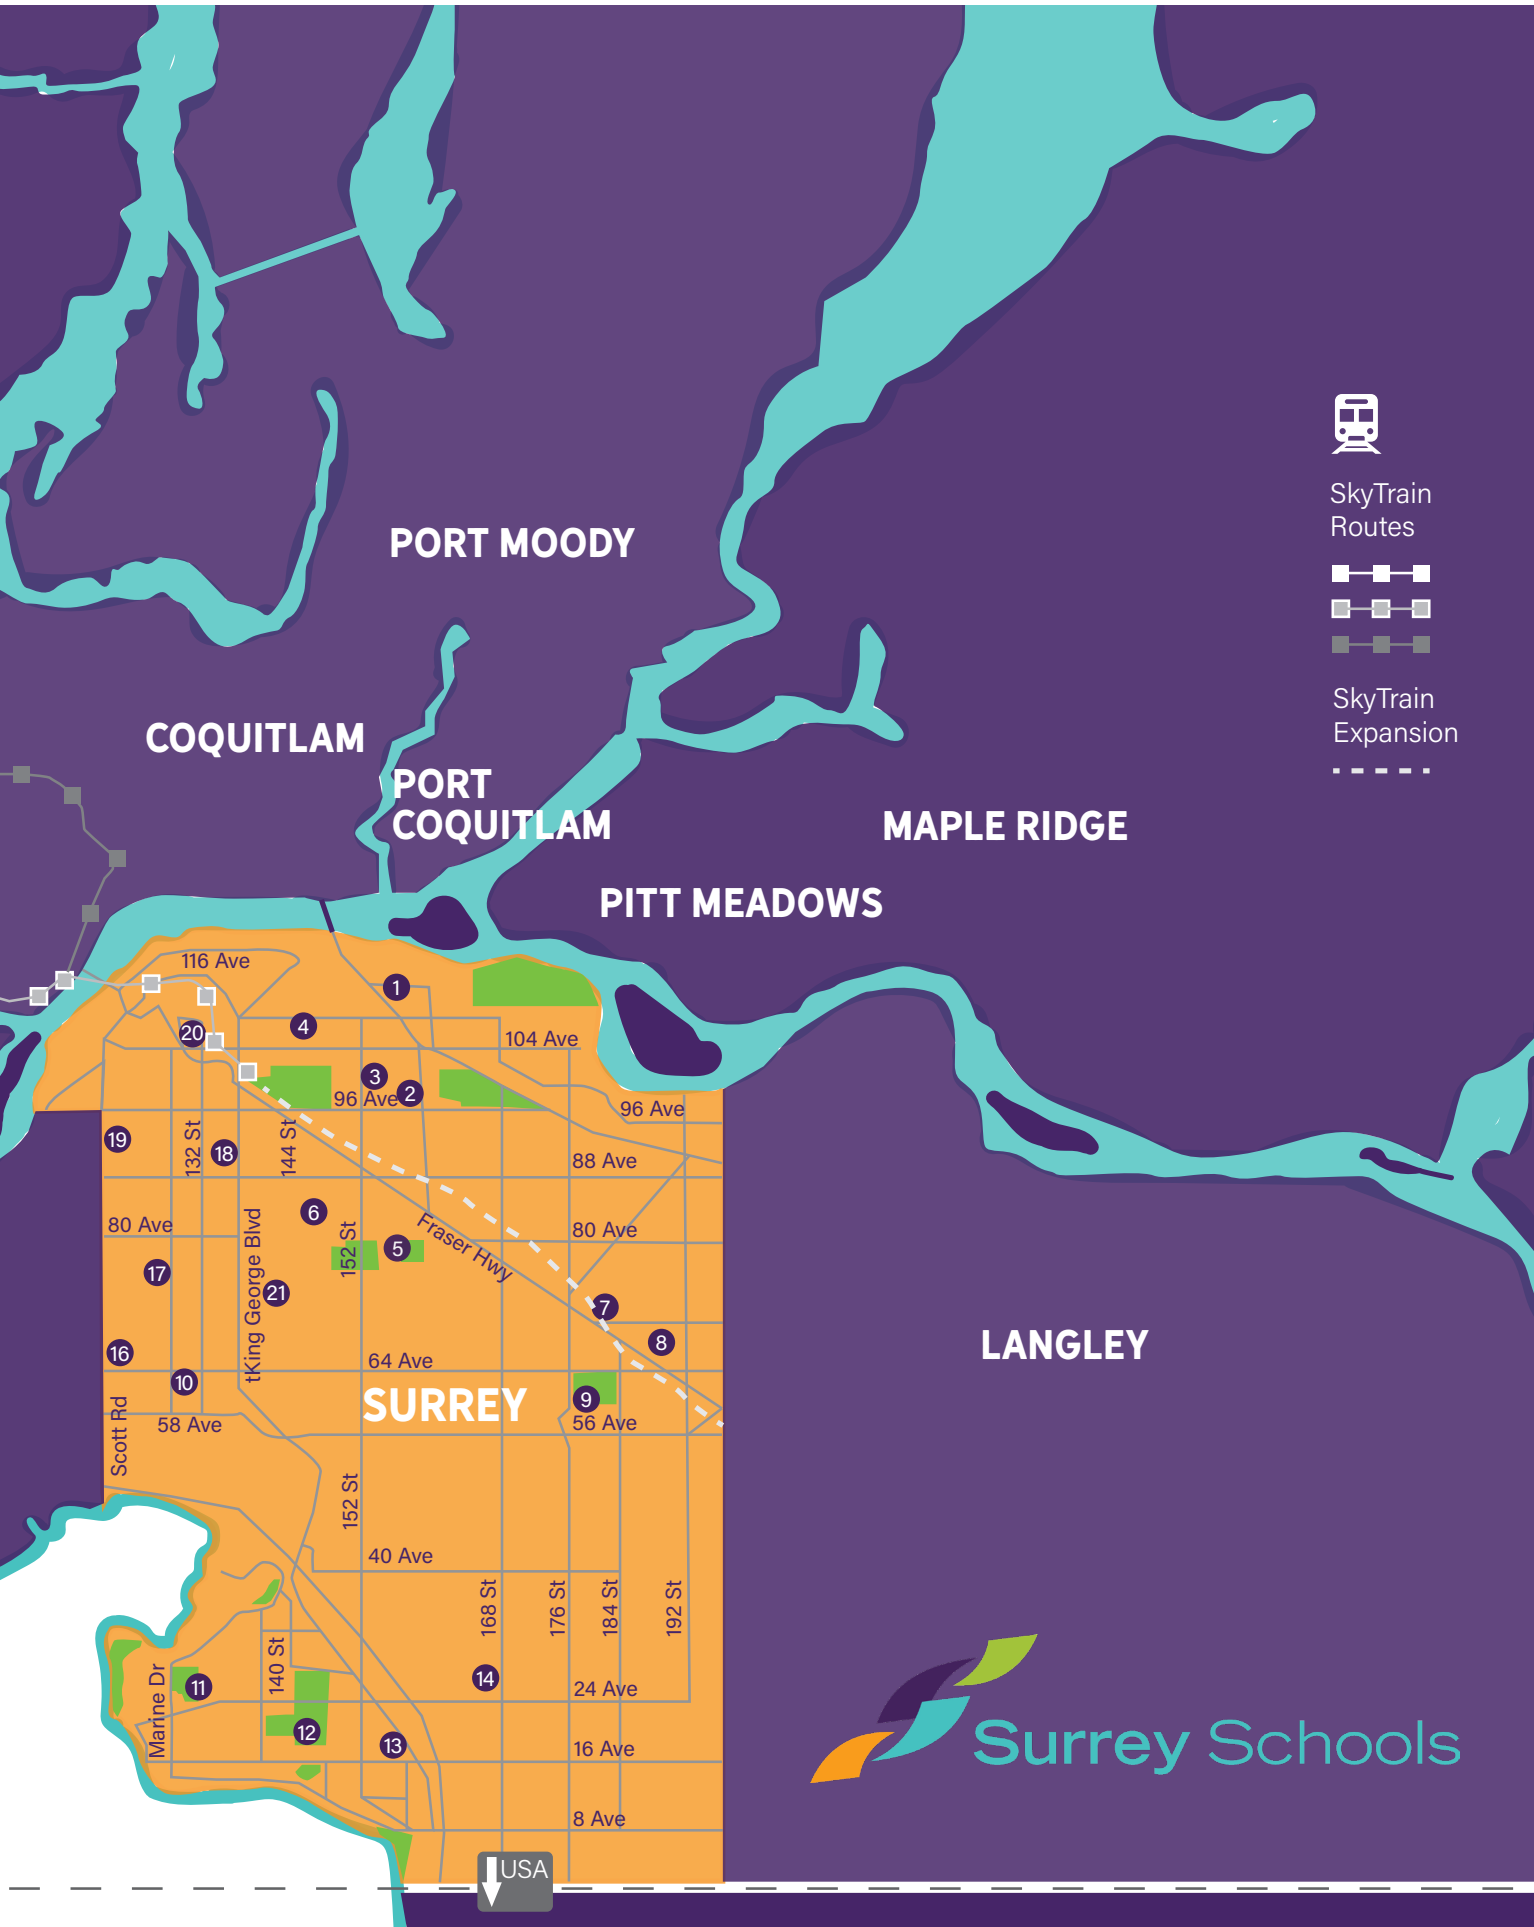 SkyTrain
Routes
SkyTrain
Expansion
PORT MOODY
COQUITLAM
PORT
COQUITLAM
MAPLE RIDGE
PITT MEADOWS
116 Ave
1
20
4
104 Ave
3
2
96 Ave
96 Ave
19
132 St
18
144 St
88 Ave
6
80 Ave
152 St
5
Fraser Hwy
80 Ave
17
tKing George Blvd
21
7
8
16
64 Ave
LANGLEY
10
SURREY
9
56 Ave
Scott Rd
58 Ave
152 St
40 Ave
168 St
176 St
184 St
192 St
140 St
14
Marine Dr
11
24 Ave
12
13
16 Ave
8 Ave
Surrey Schools
USA